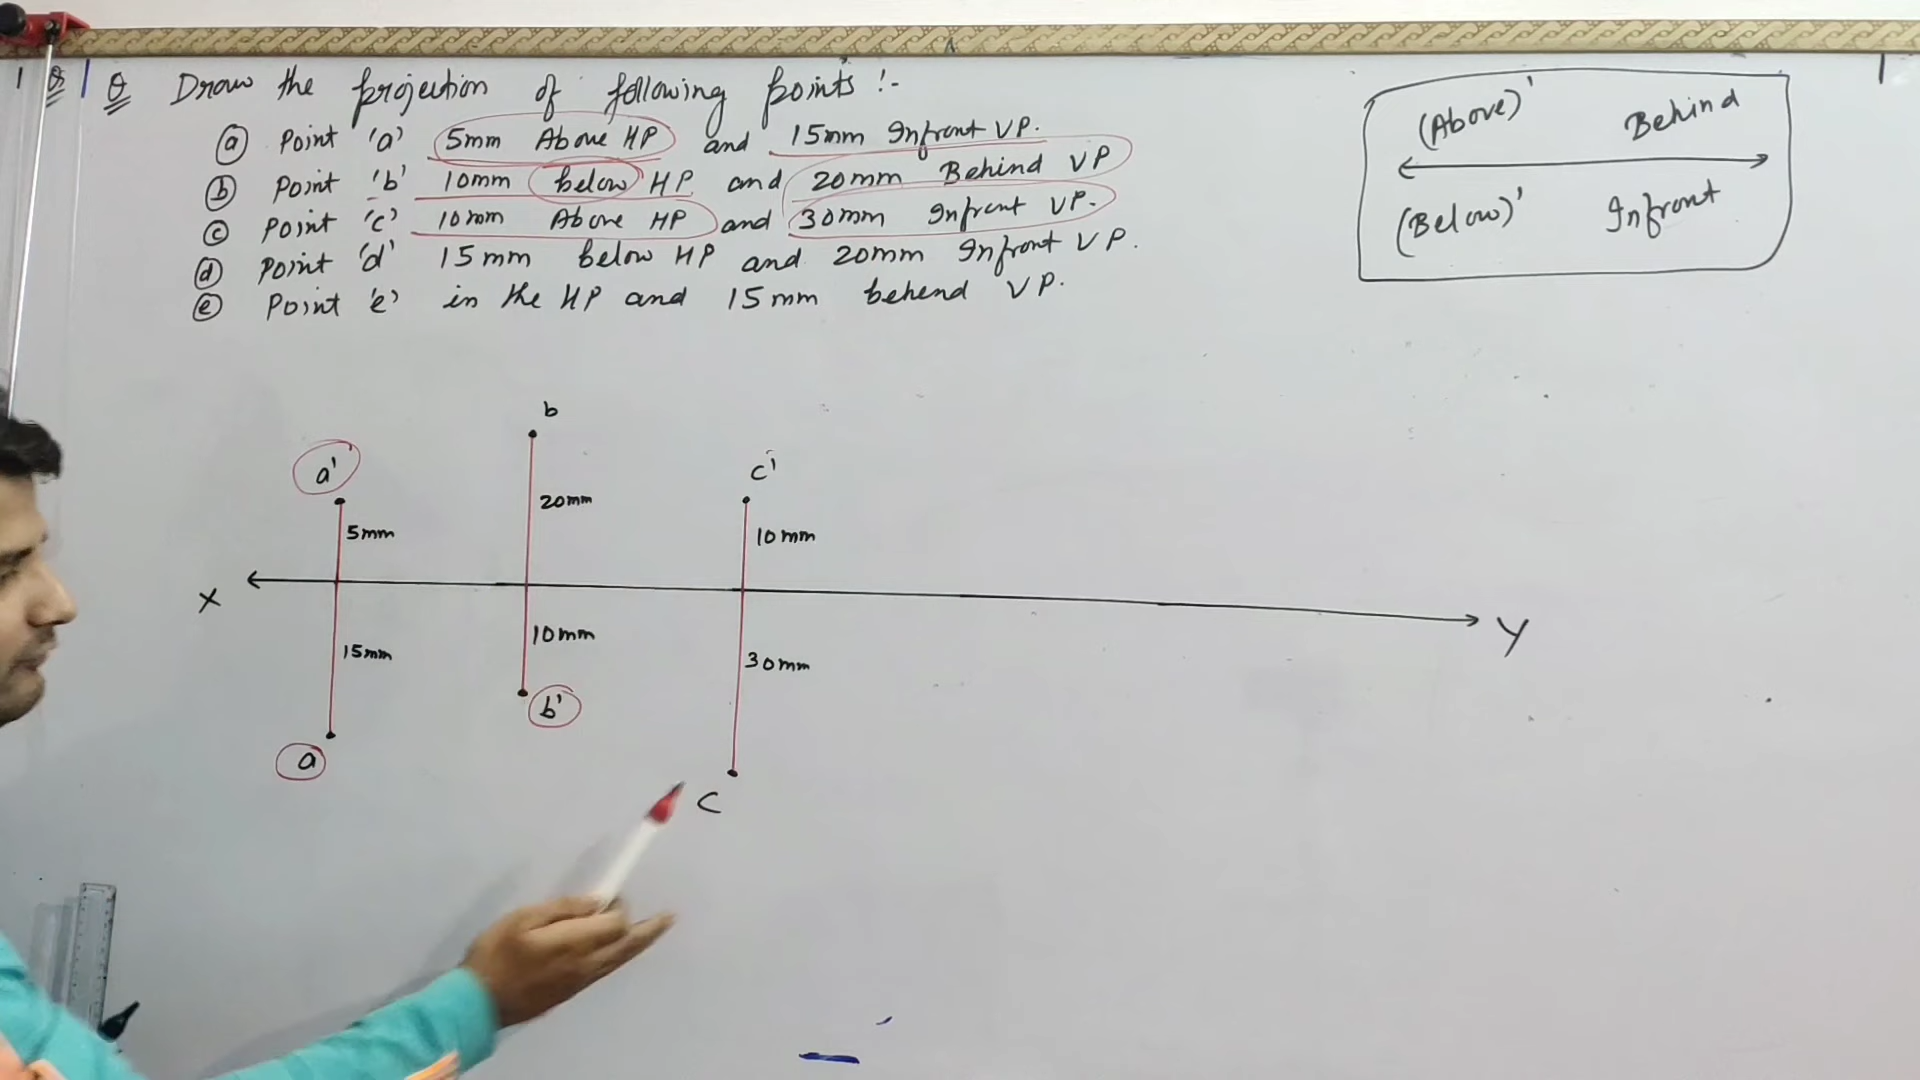 Q Draw the projection of following points :-
(a) Point 'a' 5mm Above HP and 15mm Infront VP.
(b) Point 'b' 10mm below HP and 20mm Behind VP
(c) Point 'c' 10mm Above HP and 30mm Infront VP.
(d) Point 'd' 15mm below HP and 20mm Infront VP.
(e) Point 'e' in the HP and 15mm behend VP.
(Above)' Behind
(Below)' Infront
b
a' c'
20mm
5mm 10mm
X Y
10mm
15mm 30mm
b'
a
c